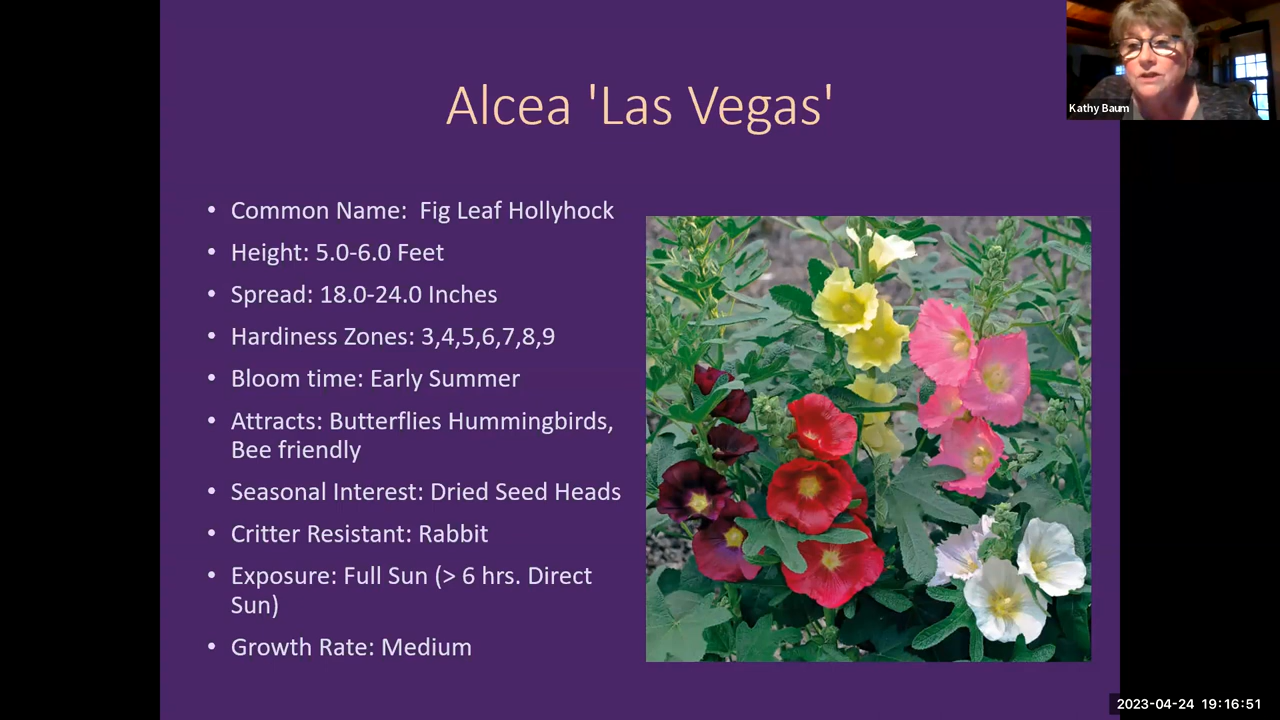 Alcea 'Las Vegas'
Kathy Baum
• Common Name:  Fig Leaf Hollyhock
• Height: 5.0-6.0 Feet
• Spread: 18.0-24.0 Inches
• Hardiness Zones: 3,4,5,6,7,8,9
• Bloom time: Early Summer
• Attracts: Butterflies Hummingbirds,
Bee friendly
• Seasonal Interest: Dried Seed Heads
• Critter Resistant: Rabbit
• Exposure: Full Sun (> 6 hrs. Direct
Sun)
• Growth Rate: Medium
2023-04-24 19:16:51